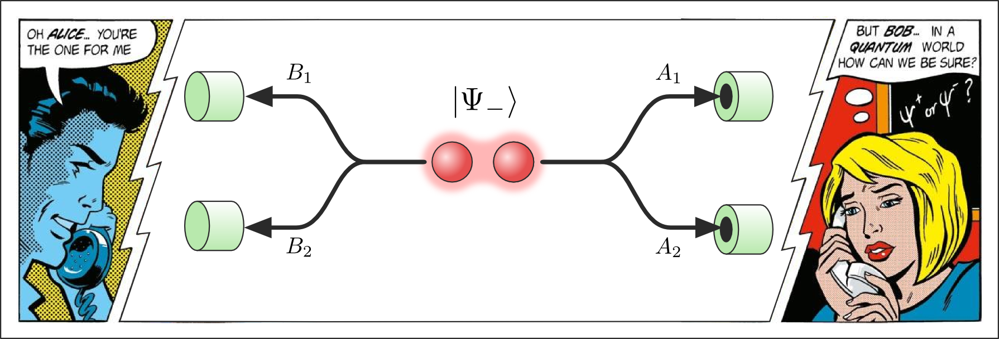 OH ALICE... YOU'RE
THE ONE FOR ME
B₁
B₂
|Ψ₋⟩
A₁
A₂
BUT BOB... IN A
QUANTUM WORLD
HOW CAN WE BE SURE?
Ψ⁺ or Ψ⁻ ?